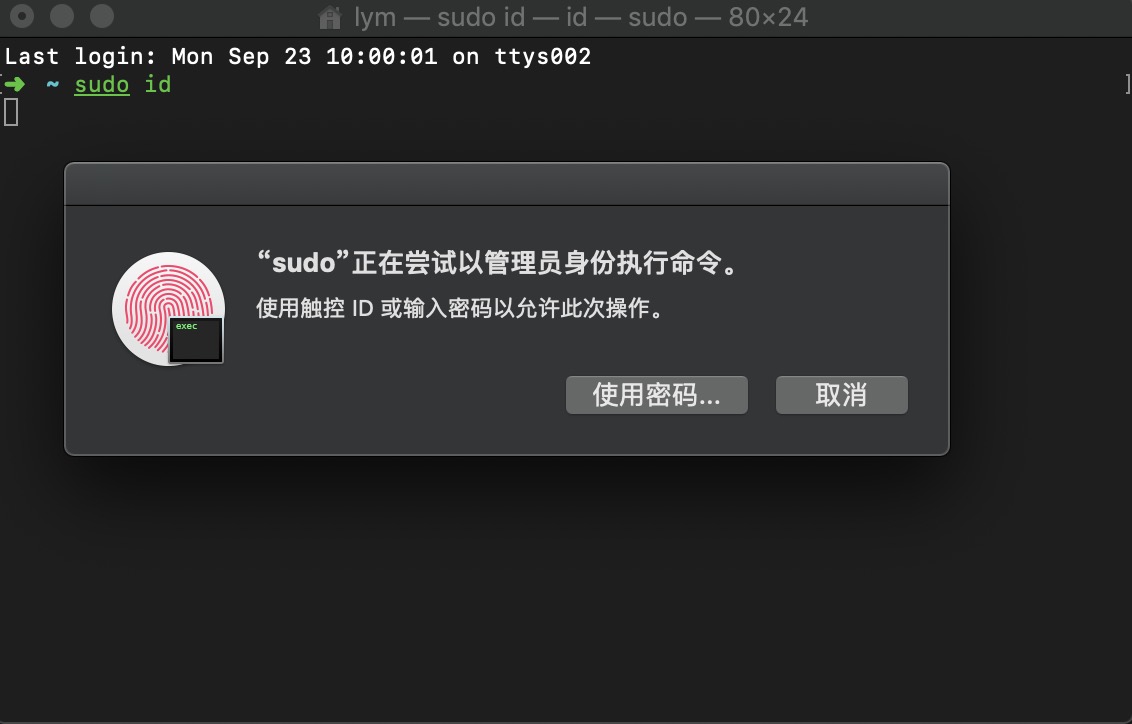 lym — sudo id — id — sudo — 80×24
Last login: Mon Sep 23 10:00:01 on ttys002
➜ ~ sudo id
“sudo”正在尝试以管理员身份执行命令。
使用触控 ID 或输入密码以允许此次操作。
exec
使用密码... 取消